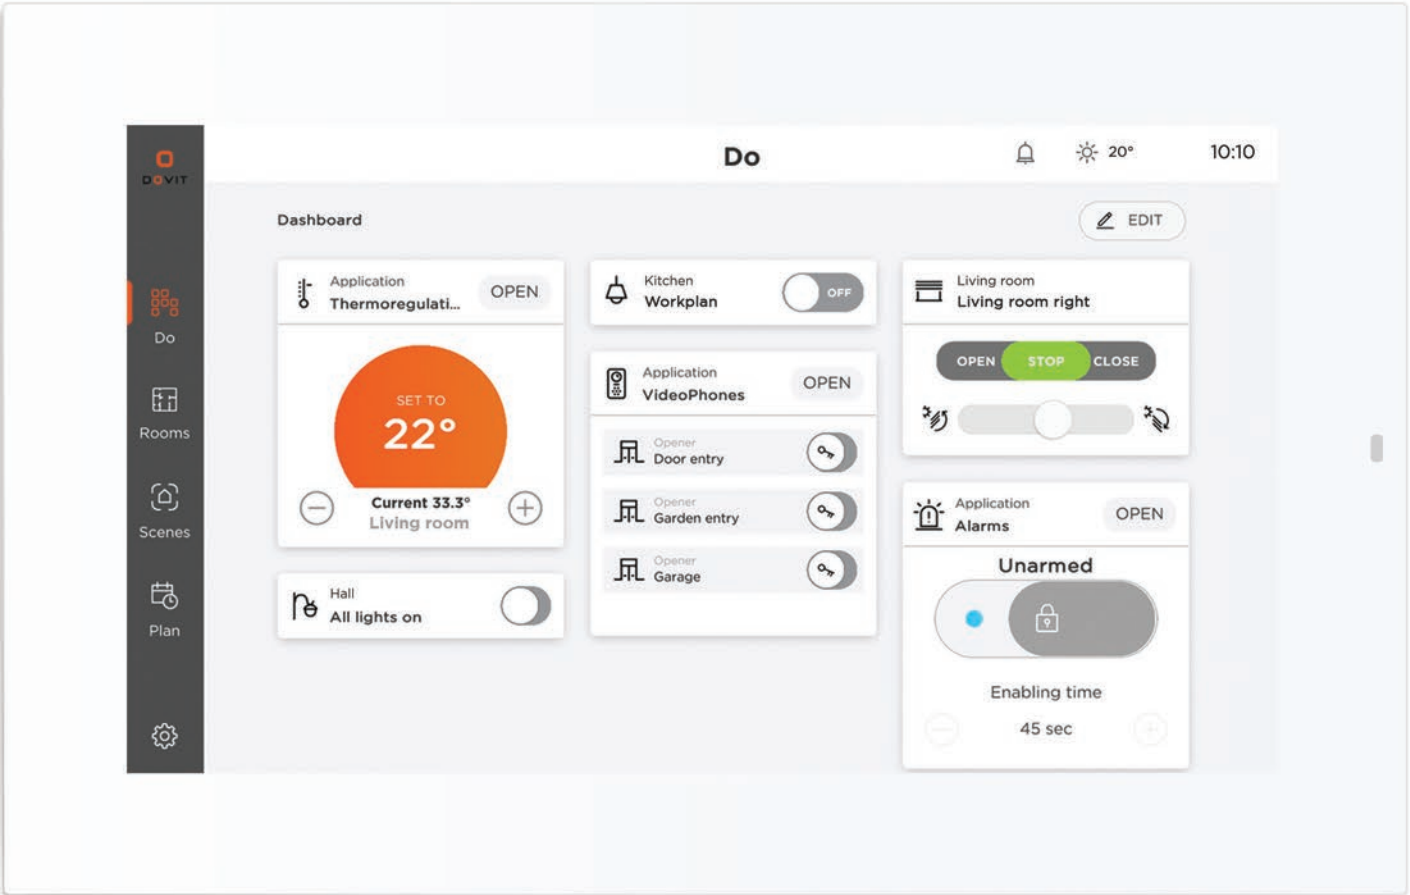 DOVIT
Do
20°
10:10
Dashboard
EDIT
Do
Rooms
Scenes
Plan
Application
Thermoregulati...
OPEN
SET TO
22°
Current 33.3°
Living room
Hall
All lights on
Kitchen
Workplan
OFF
Application
VideoPhones
OPEN
Opener
Door entry
Opener
Garden entry
Opener
Garage
Living room
Living room right
OPEN
STOP
CLOSE
Application
Alarms
OPEN
Unarmed
Enabling time
45 sec